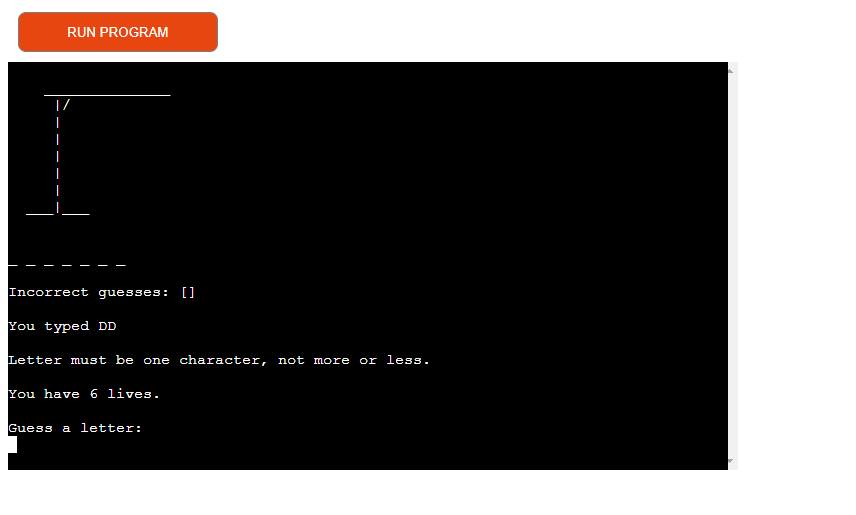 RUN PROGRAM
______________
|/
|
|
|
|
|
___|___
_ _ _ _ _ _ _
Incorrect guesses: []
You typed DD
Letter must be one character, not more or less.
You have 6 lives.
Guess a letter: